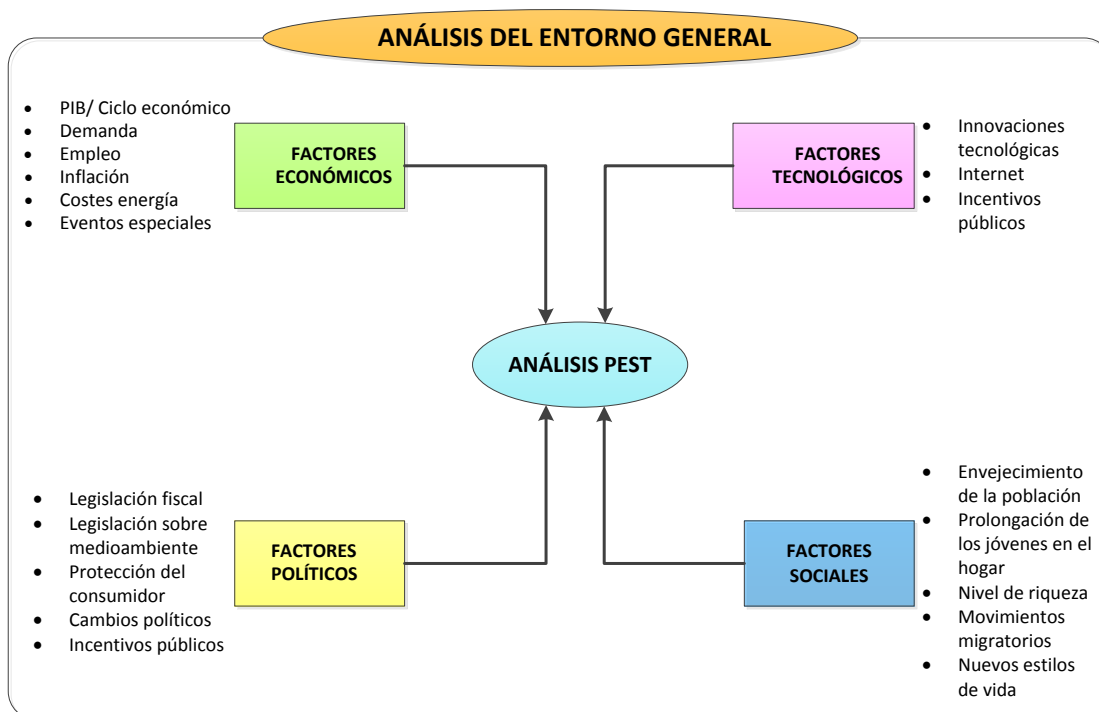 ANÁLISIS DEL ENTORNO GENERAL
• PIB/ Ciclo económico
• Demanda
• Empleo
• Inflación
• Costes energía
• Eventos especiales
FACTORES
ECONÓMICOS
FACTORES
TECNOLÓGICOS
• Innovaciones
tecnológicas
• Internet
• Incentivos
públicos
ANÁLISIS PEST
• Legislación fiscal
• Legislación sobre
medioambiente
• Protección del
consumidor
• Cambios políticos
• Incentivos públicos
FACTORES
POLÍTICOS
FACTORES
SOCIALES
• Envejecimiento
de la población
• Prolongación de
los jóvenes en el
hogar
• Nivel de riqueza
• Movimientos
migratorios
• Nuevos estilos
de vida